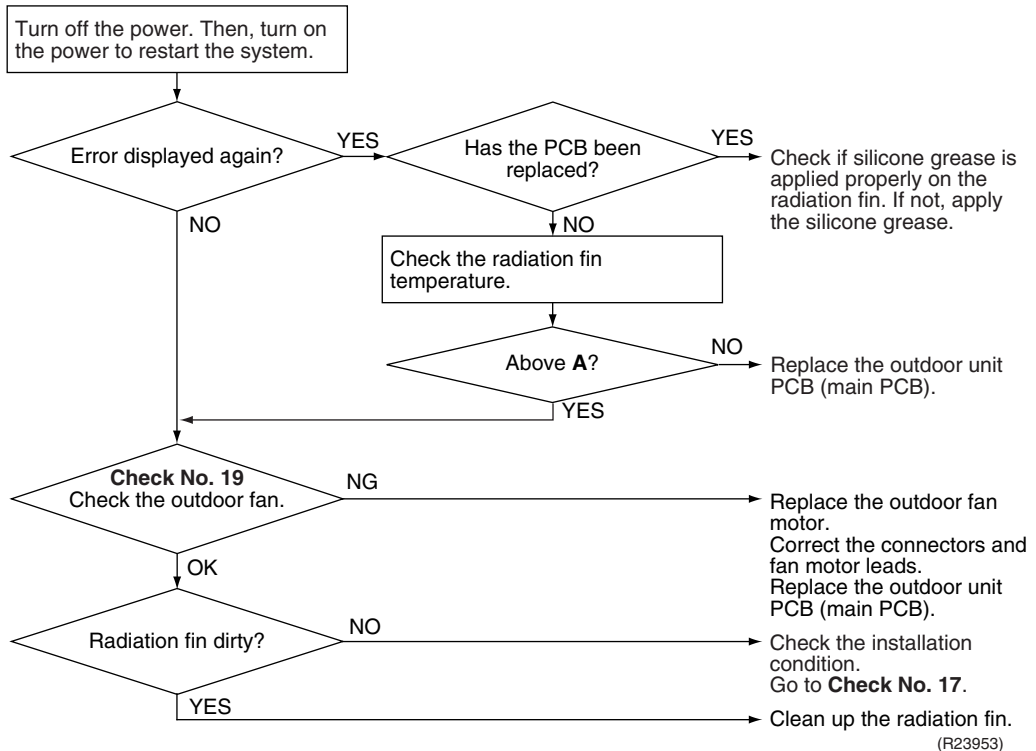 Turn off the power. Then, turn on
the power to restart the system.
Error displayed again?
YES
Has the PCB been
replaced?
YES
Check if silicone grease is
applied properly on the
radiation fin. If not, apply
the silicone grease.
NO
NO
Check the radiation fin
temperature.
Above A?
NO
Replace the outdoor unit
PCB (main PCB).
YES
Check No. 19
Check the outdoor fan.
NG
Replace the outdoor fan
motor.
Correct the connectors and
fan motor leads.
Replace the outdoor unit
PCB (main PCB).
OK
Radiation fin dirty?
NO
Check the installation
condition.
Go to Check No. 17.
YES
Clean up the radiation fin.
(R23953)